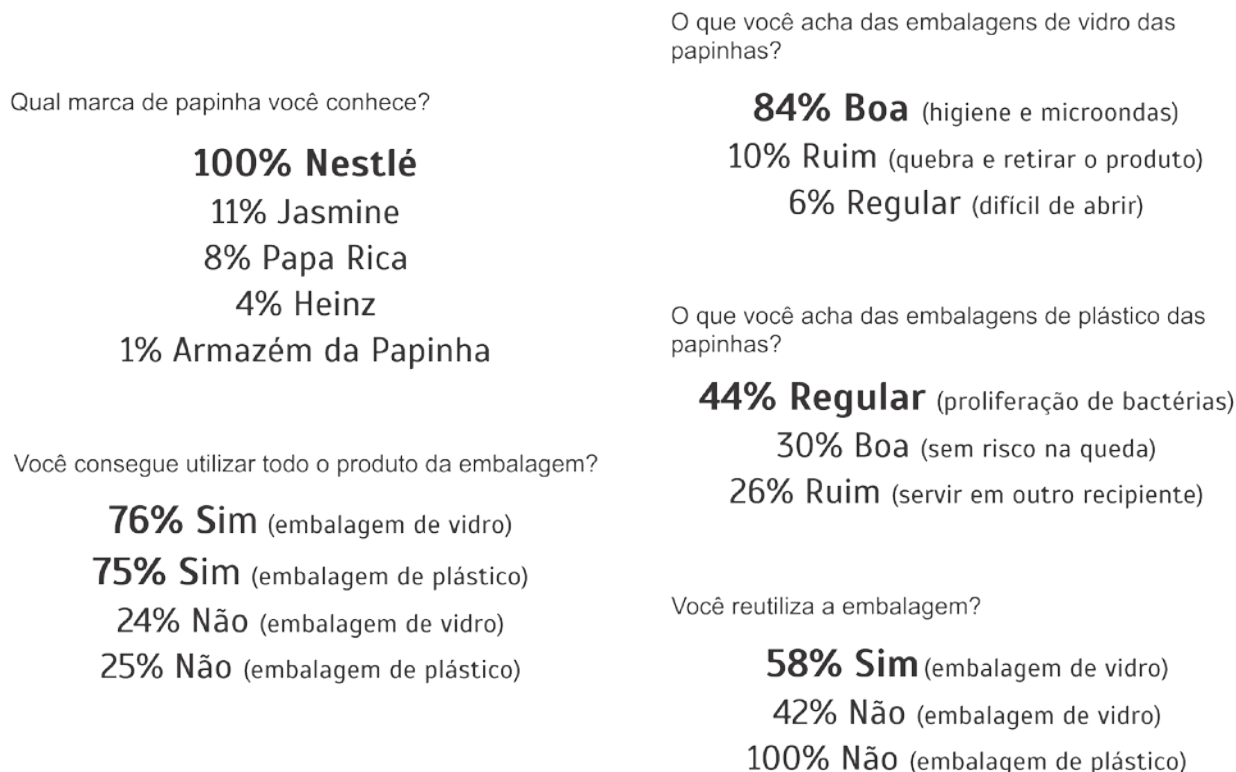 Qual marca de papinha você conhece?
100% Nestlé
11% Jasmine
8% Papa Rica
4% Heinz
1% Armazém da Papinha
Você consegue utilizar todo o produto da embalagem?
76% Sim (embalagem de vidro)
75% Sim (embalagem de plástico)
24% Não (embalagem de vidro)
25% Não (embalagem de plástico)
O que você acha das embalagens de vidro das
papinhas?
84% Boa (higiene e microondas)
10% Ruim (quebra e retirar o produto)
6% Regular (difícil de abrir)
O que você acha das embalagens de plástico das
papinhas?
44% Regular (proliferação de bactérias)
30% Boa (sem risco na queda)
26% Ruim (servir em outro recipiente)
Você reutiliza a embalagem?
58% Sim (embalagem de vidro)
42% Não (embalagem de vidro)
100% Não (embalagem de plástico)